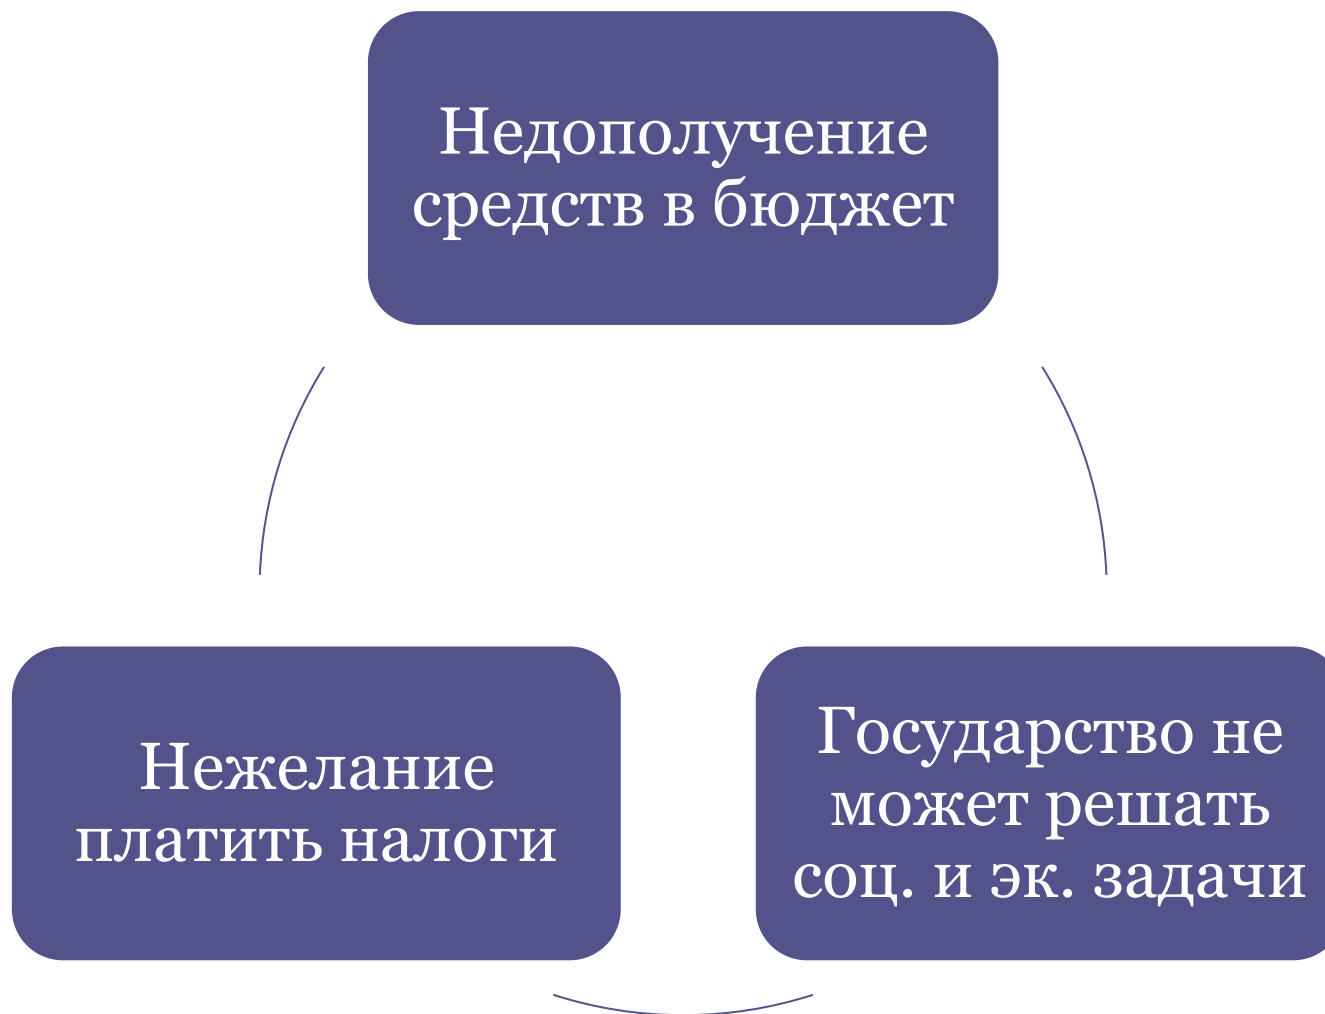 Недополучение
средств в бюджет
Нежелание
платить налоги
Государство не
может решать
соц. и эк. задачи